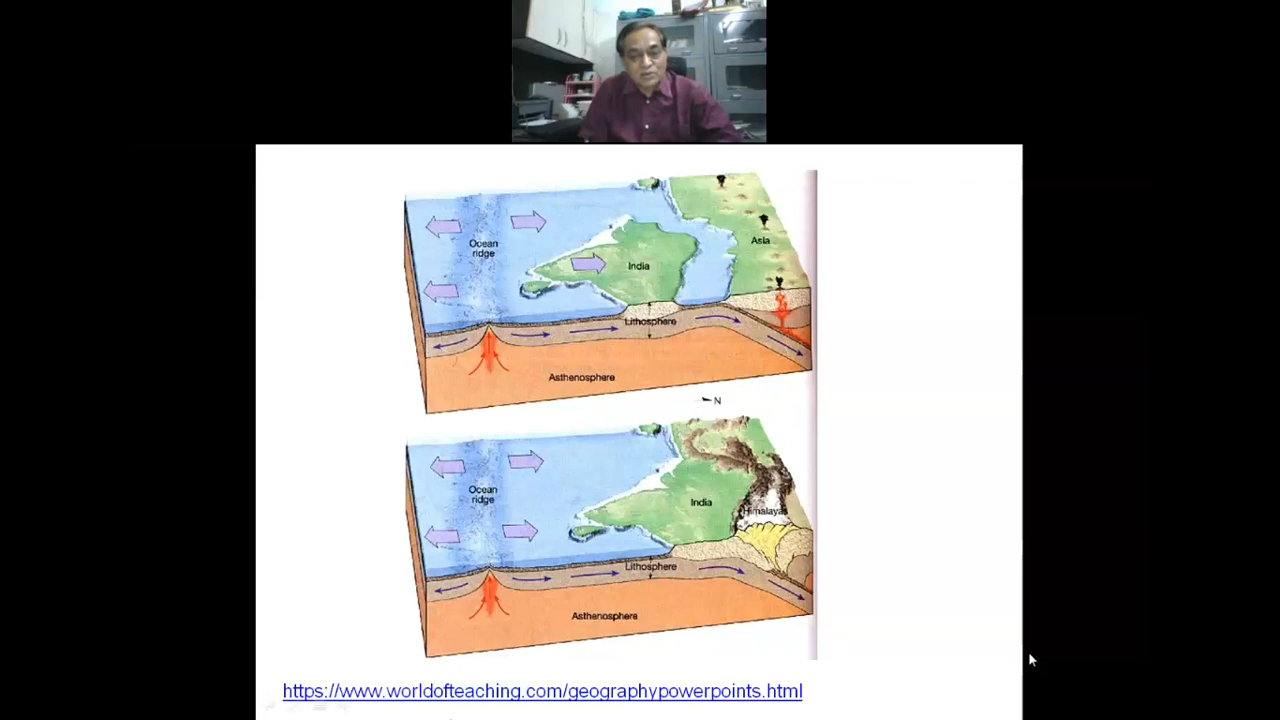 Ocean
ridge
India
Asia
Lithosphere
Asthenosphere
N
Ocean
ridge
India
Himalayas
Lithosphere
Asthenosphere
https://www.worldofteaching.com/geographypowerpoints.html